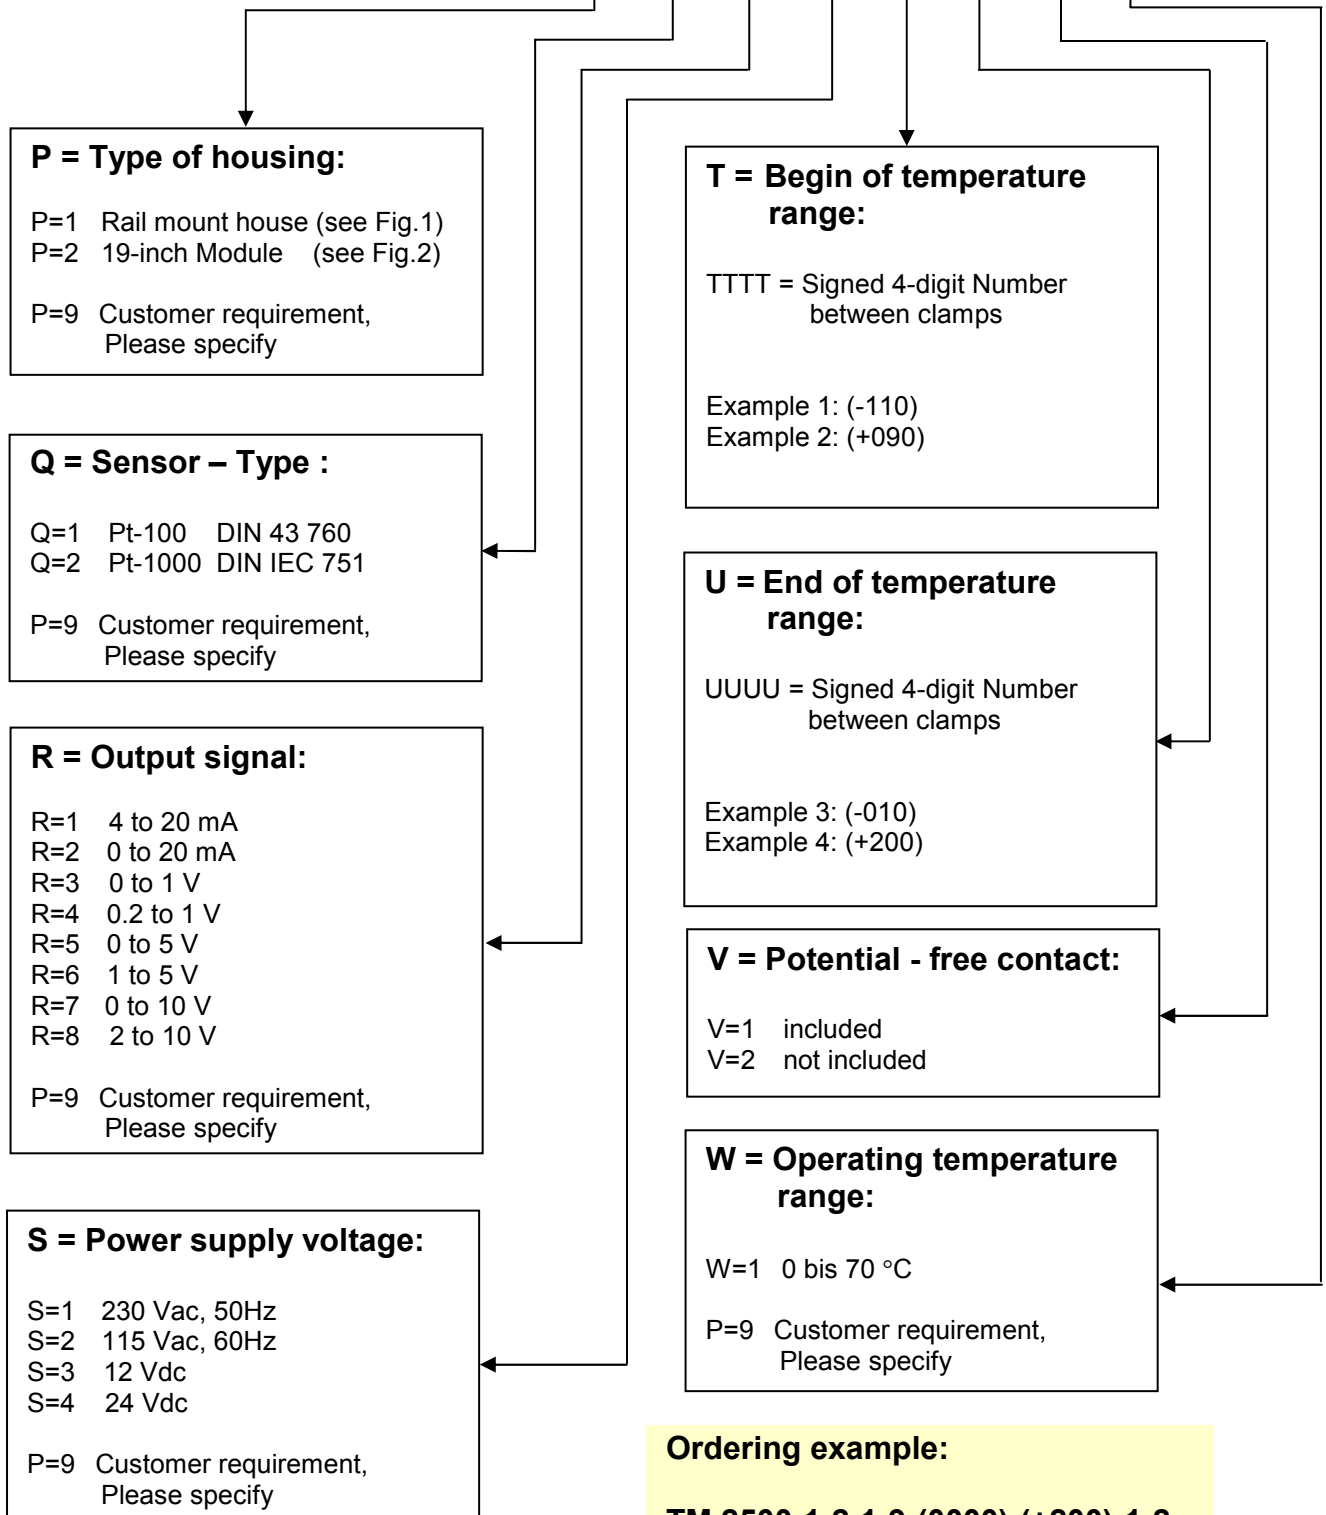 P = Type of housing:
P=1 Rail mount house (see Fig.1)
P=2 19-inch Module (see Fig.2)
P=9 Customer requirement,
Please specify
Q = Sensor – Type :
Q=1 Pt-100 DIN 43 760
Q=2 Pt-1000 DIN IEC 751
P=9 Customer requirement,
Please specify
R = Output signal:
R=1 4 to 20 mA
R=2 0 to 20 mA
R=3 0 to 1 V
R=4 0.2 to 1 V
R=5 0 to 5 V
R=6 1 to 5 V
R=7 0 to 10 V
R=8 2 to 10 V
P=9 Customer requirement,
Please specify
S = Power supply voltage:
S=1 230 Vac, 50Hz
S=2 115 Vac, 60Hz
S=3 12 Vdc
S=4 24 Vdc
P=9 Customer requirement,
Please specify
T = Begin of temperature
range:
TTTT = Signed 4-digit Number
between clamps
Example 1: (-110)
Example 2: (+090)
U = End of temperature
range:
UUUU = Signed 4-digit Number
between clamps
Example 3: (-010)
Example 4: (+200)
V = Potential - free contact:
V=1 included
V=2 not included
W = Operating temperature
range:
W=1 0 bis 70 °C
P=9 Customer requirement,
Please specify
Ordering example: